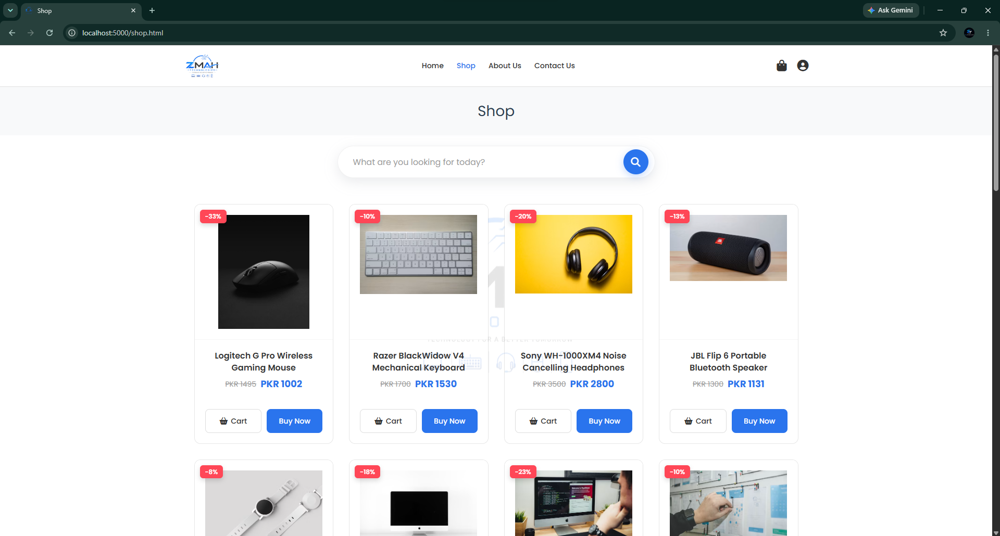 Shop
Ask Gemini
localhost:5000/shop.html
ZMAH
TECHNOLOGIES
Home
Shop
About Us
Contact Us
Shop
What are you looking for today?
-33%
-10%
-20%
-13%
JBL
TECHNOLOGY FOR A BETTER TOMORROW
Logitech G Pro Wireless
Gaming Mouse
PKR 1495 PKR 1002
Cart
Buy Now
Razer BlackWidow V4
Mechanical Keyboard
PKR 1700 PKR 1530
Cart
Buy Now
Sony WH-1000XM4 Noise
Cancelling Headphones
PKR 3500 PKR 2800
Cart
Buy Now
JBL Flip 6 Portable
Bluetooth Speaker
PKR 1300 PKR 1131
Cart
Buy Now
-8%
-18%
-23%
-10%